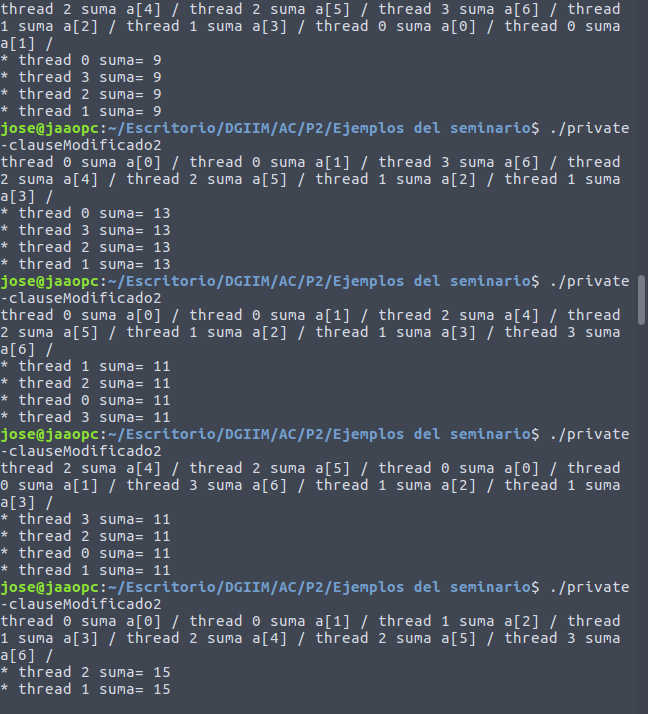 thread 2 suma a[4] / thread 2 suma a[5] / thread 3 suma a[6] / thread
1 suma a[2] / thread 1 suma a[3] / thread 0 suma a[0] / thread 0 suma
a[1] /
* thread 0 suma= 9
* thread 3 suma= 9
* thread 2 suma= 9
* thread 1 suma= 9
jose@jaaopc:~/Escritorio/DGIIM/AC/P2/Ejemplos del seminario$ ./private
-clauseModificado2
thread 0 suma a[0] / thread 0 suma a[1] / thread 3 suma a[6] / thread
2 suma a[4] / thread 2 suma a[5] / thread 1 suma a[2] / thread 1 suma
a[3] /
* thread 0 suma= 13
* thread 3 suma= 13
* thread 2 suma= 13
* thread 1 suma= 13
jose@jaaopc:~/Escritorio/DGIIM/AC/P2/Ejemplos del seminario$ ./private
-clauseModificado2
thread 0 suma a[0] / thread 0 suma a[1] / thread 2 suma a[4] / thread
2 suma a[5] / thread 1 suma a[2] / thread 1 suma a[3] / thread 3 suma
a[6] /
* thread 1 suma= 11
* thread 2 suma= 11
* thread 0 suma= 11
* thread 3 suma= 11
jose@jaaopc:~/Escritorio/DGIIM/AC/P2/Ejemplos del seminario$ ./private
-clauseModificado2
thread 2 suma a[4] / thread 2 suma a[5] / thread 0 suma a[0] / thread
0 suma a[1] / thread 3 suma a[6] / thread 1 suma a[2] / thread 1 suma
a[3] /
* thread 3 suma= 11
* thread 2 suma= 11
* thread 0 suma= 11
* thread 1 suma= 11
jose@jaaopc:~/Escritorio/DGIIM/AC/P2/Ejemplos del seminario$ ./private
-clauseModificado2
thread 0 suma a[0] / thread 0 suma a[1] / thread 1 suma a[2] / thread
1 suma a[3] / thread 2 suma a[4] / thread 2 suma a[5] / thread 3 suma
a[6] /
* thread 2 suma= 15
* thread 1 suma= 15